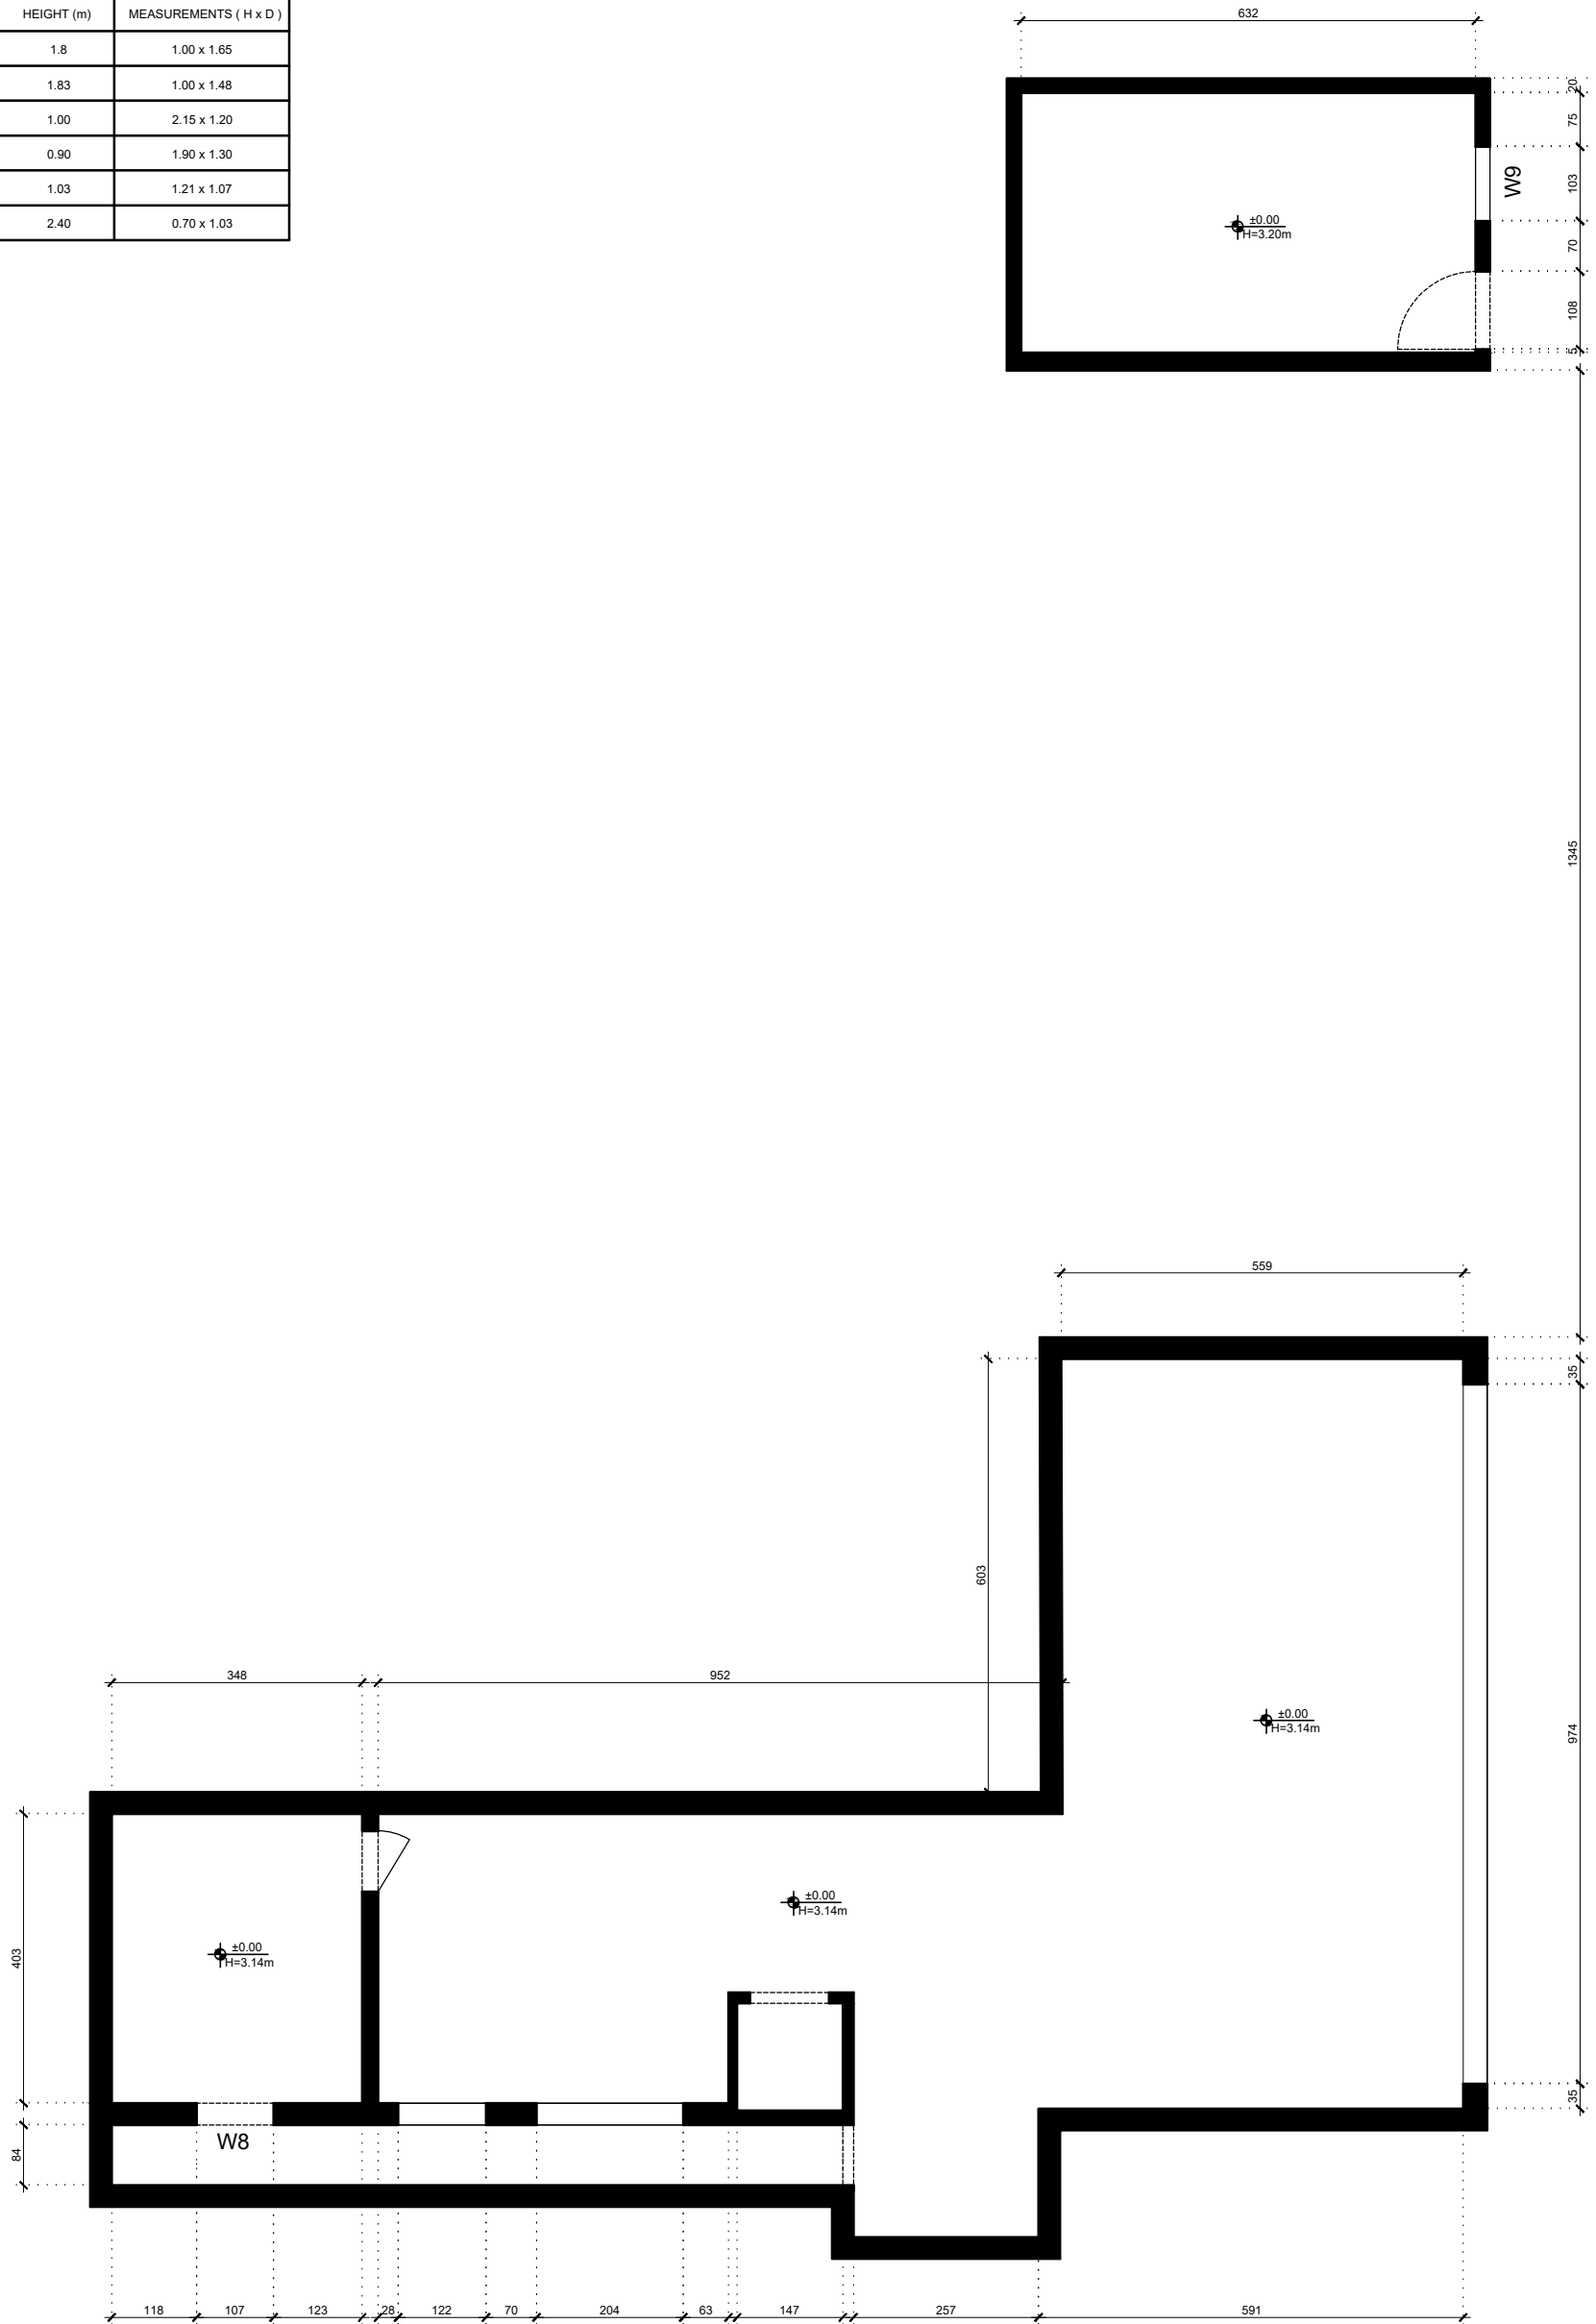 HEIGHT (m) MEASUREMENTS ( H x D )
1.8 1.00 x 1.65
1.83 1.00 x 1.48
1.00 2.15 x 1.20
0.90 1.90 x 1.30
1.03 1.21 x 1.07
2.40 0.70 x 1.03
632
20
75
103
W9
70
108
5
±0.00
H=3.20m
1345
559
35
603
974
348 952
±0.00
H=3.14m
±0.00
H=3.14m
±0.00
H=3.14m
403
35
W8
84
118 107 123 28 122 70 204 63 147 257 591